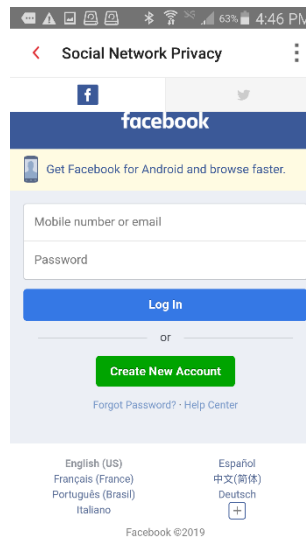 63% 4:46 PM
Social Network Privacy
f
facebook
Get Facebook for Android and browse faster.
Mobile number or email
Password
Log In
or
Create New Account
Forgot Password? · Help Center
English (US) Español
Français (France) 中文(简体)
Português (Brasil) Deutsch
Italiano
Facebook ©2019